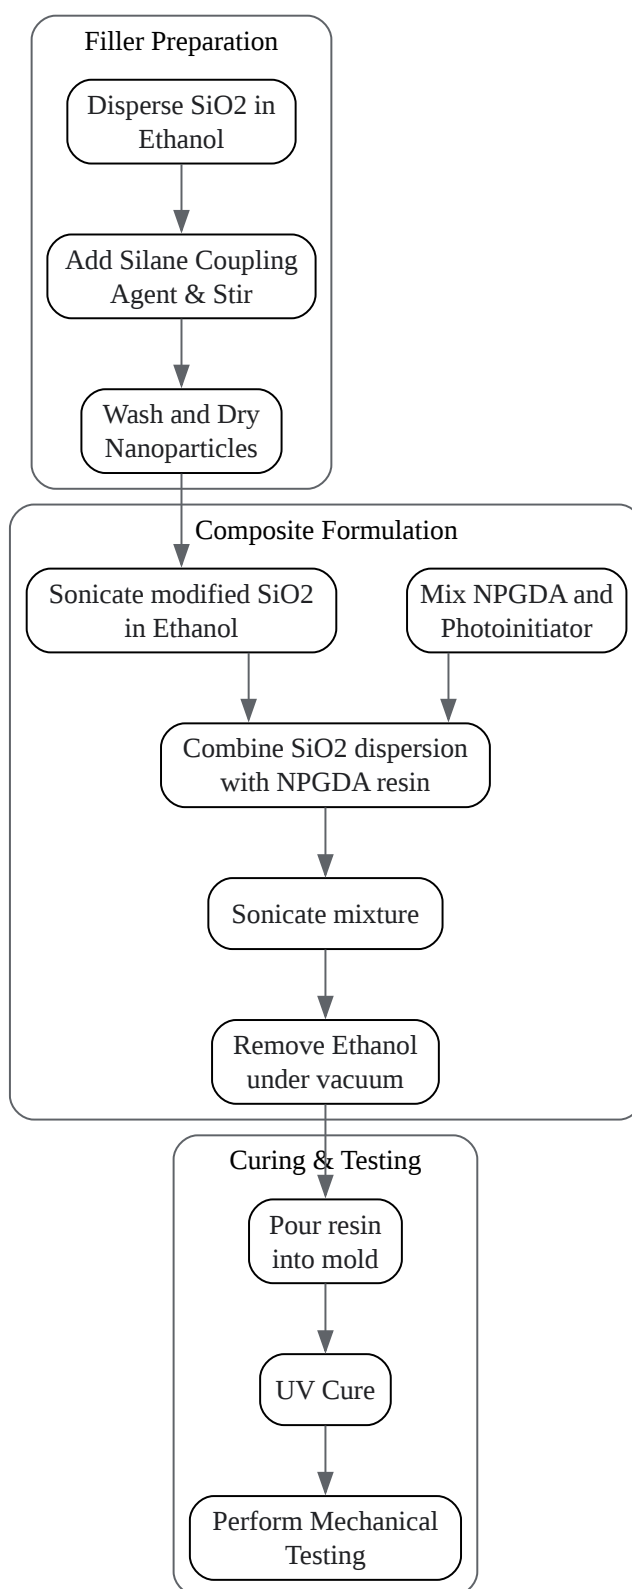 Filler Preparation
Disperse SiO2 in
Ethanol
Add Silane Coupling
Agent & Stir
Wash and Dry
Nanoparticles
Composite Formulation
Sonicate modified SiO2
in Ethanol
Mix NPGDA and
Photoinitiator
Combine SiO2 dispersion
with NPGDA resin
Sonicate mixture
Remove Ethanol
under vacuum
Curing & Testing
Pour resin
into mold
UV Cure
Perform Mechanical
Testing